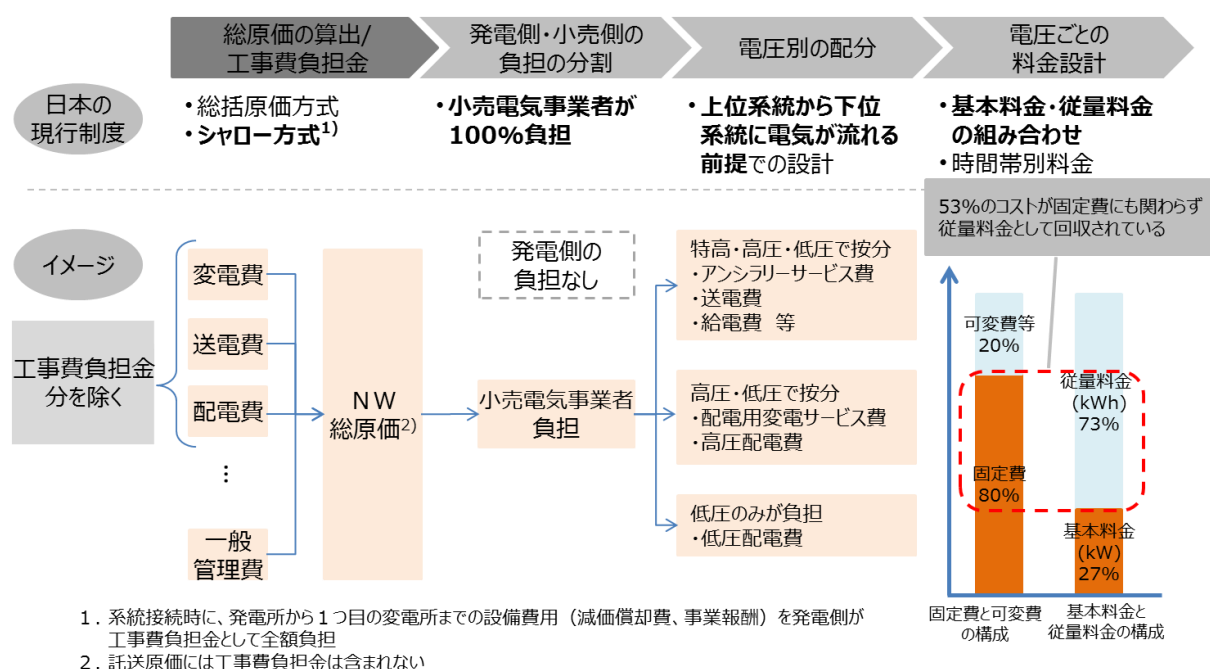 総原価の算出/
工事費負担金
発電側・小売側の
負担の分割
電圧別の配分
電圧ごとの
料金設計
日本の
現行制度
・総括原価方式
・シャロー方式1)
・小売電気事業者が
100%負担
・上位系統から下位
系統に電気が流れる
前提での設計
・基本料金・従量料金
の組み合わせ
・時間帯別料金
53%のコストが固定費にも関わらず
従量料金として回収されている
イメージ
工事費負担金
分を除く
変電費
送電費
配電費
…
一般
管理費
NW
総原価2)
発電側の
負担なし
小売電気事業者
負担
特高・高圧・低圧で按分
・アンシラリーサービス費
・送電費
・給電費 等
高圧・低圧で按分
・配電用変電サービス費
・高圧配電費
低圧のみが負担
・低圧配電費
可変費等
20%
固定費
80%
従量料金
(kWh)
73%
基本料金
(kW)
27%
固定費と可変費
の構成
基本料金と
従量料金の構成
1.系統接続時に、発電所から1つ目の変電所までの設備費用(減価償却費、事業報酬)を発電側が
工事費負担金として全額負担
2.託送原価には工事費負担金は含まれない